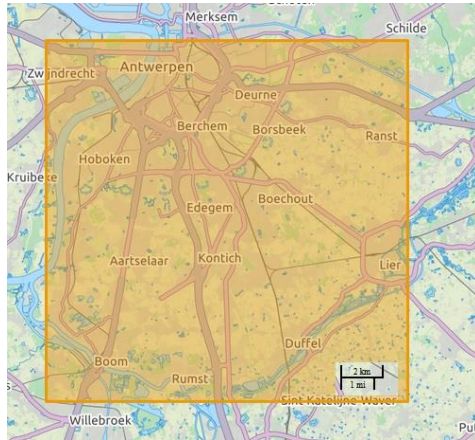 Merksem
Schilde
Antwerpen
Zwijndrecht
Deurne
Berchem
Borsbeek
Ranst
Hoboken
Kruibeke
Boechout
Edegem
Aartselaar
Kontich
Lier
Duffel
Boom
Rumst
2 km
1 mi
Sint-Katelijne-Waver
Willebroek